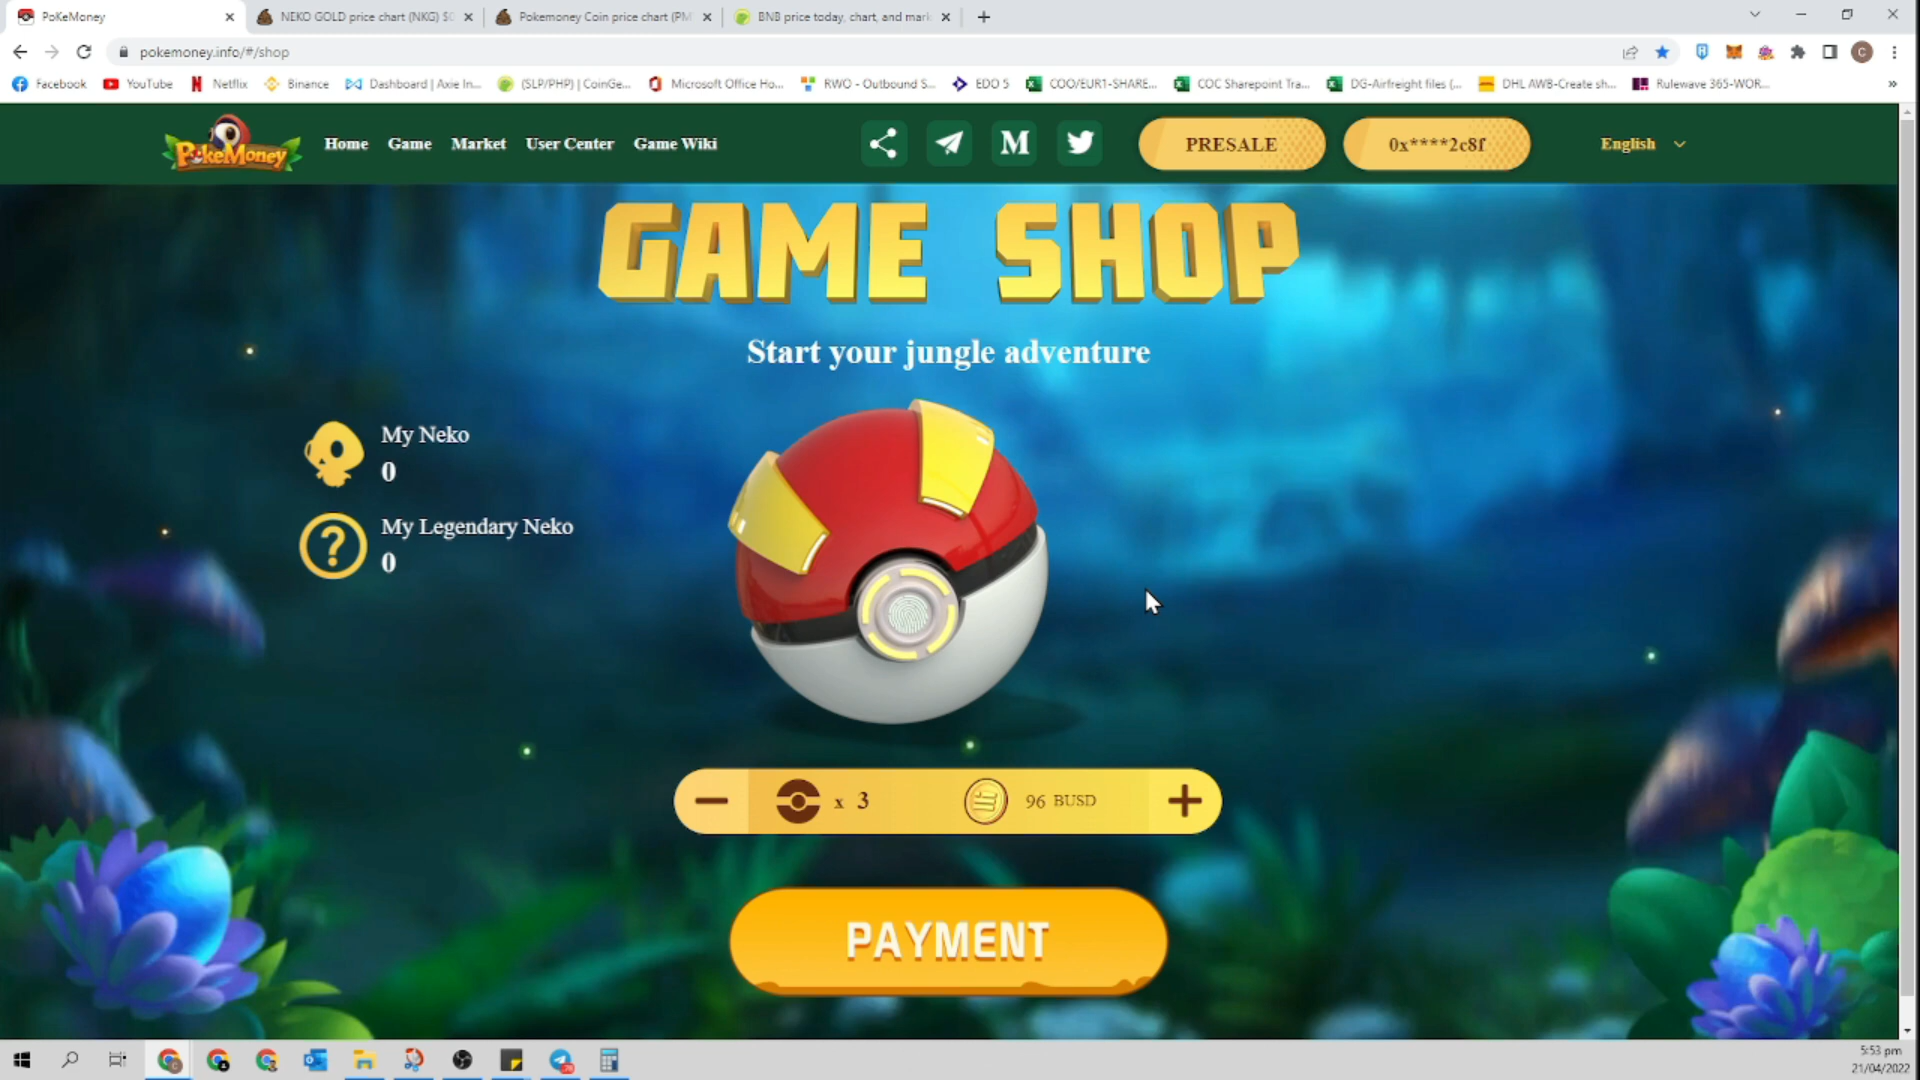 PoKeMoney
NEKO GOLD price chart (NKG) $0
Pokemoney Coin price chart (PM
BNB price today, chart, and mark
pokemoney.info/#/shop
Facebook
YouTube
Netflix
Binance
Dashboard | Axie In...
(SLP/PHP) | CoinGe...
Microsoft Office Ho...
RWO - Outbound S...
EDO 5
COO/EUR1-SHARE...
COC Sharepoint Tra...
DG-Airfreight files (...
DHL AWB-Create sh...
Rulewave 365-WOR...
PokeMoney
Home
Game
Market
User Center
Game Wiki
PRESALE
0x****2c8f
English
GAME SHOP
Start your jungle adventure
My Neko
0
My Legendary Neko
0
x 3
96 BUSD
PAYMENT
5:53 pm
21/04/2022